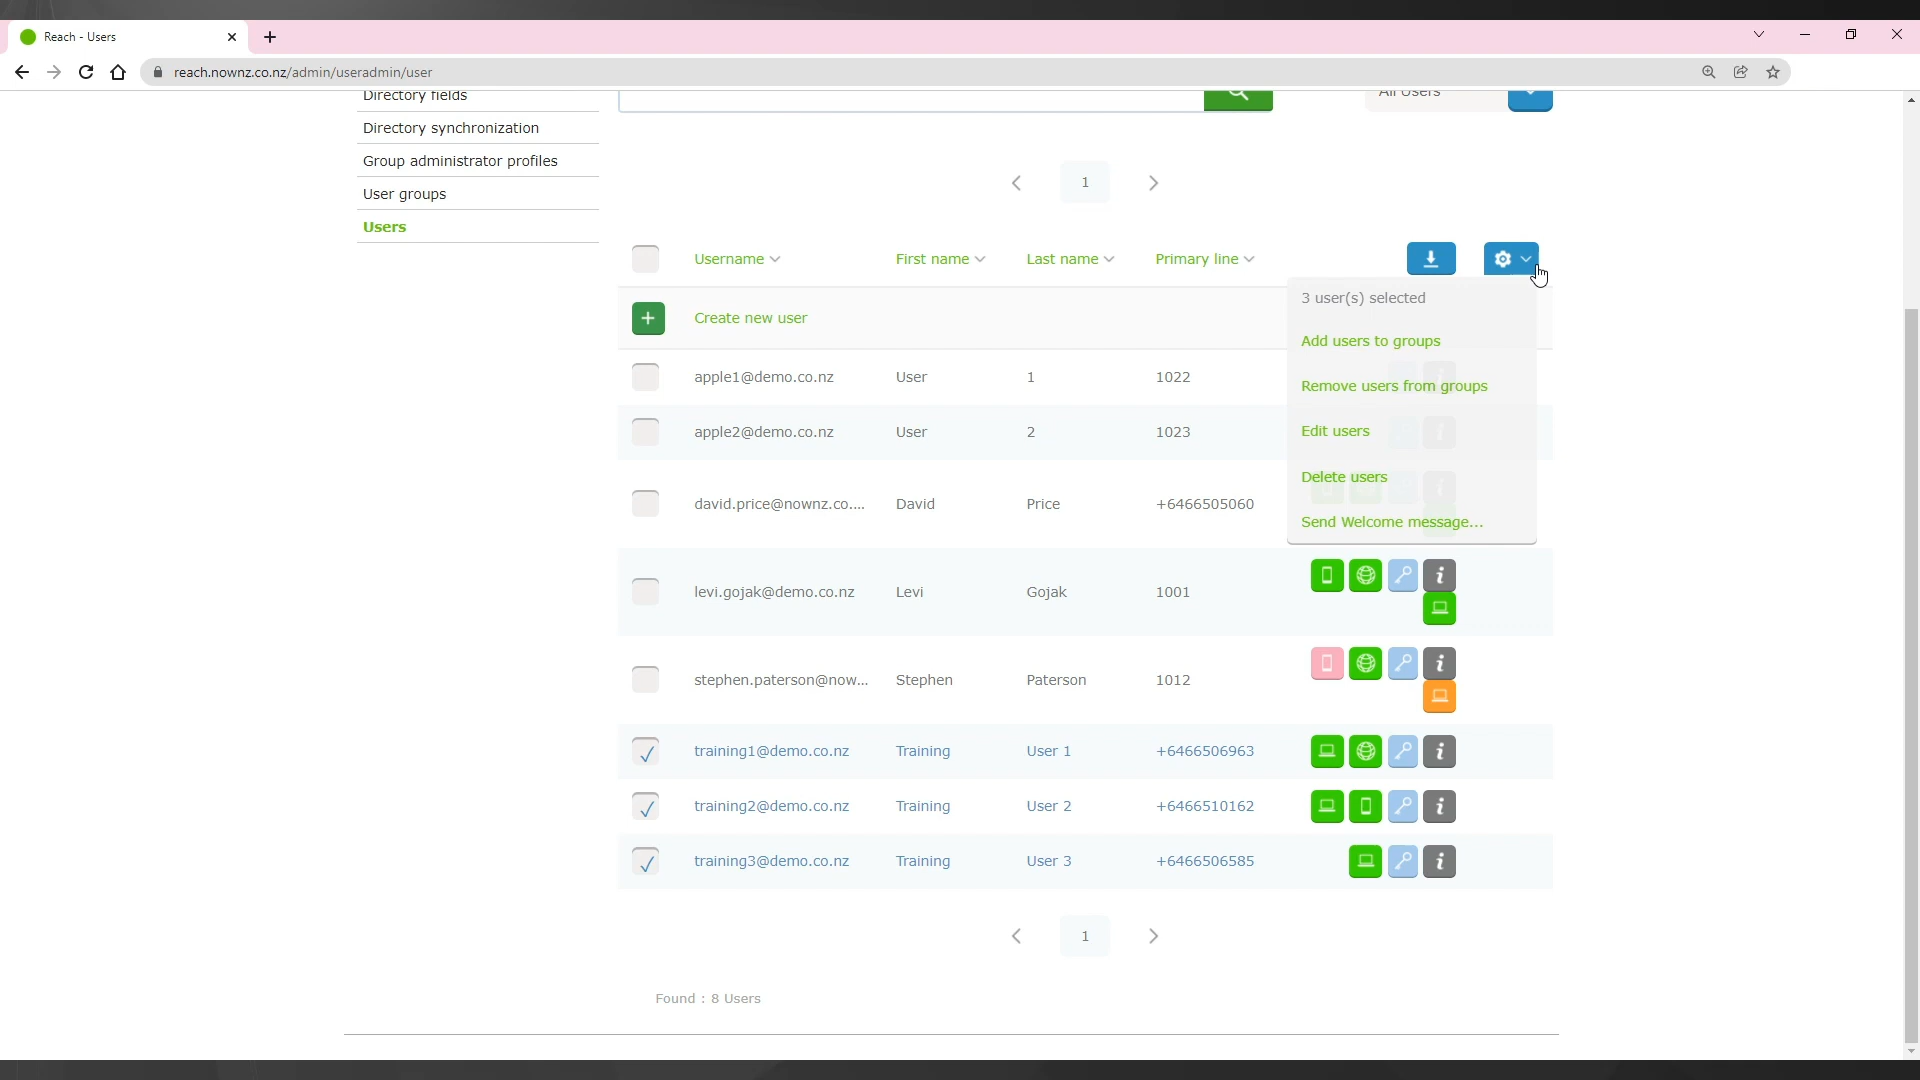 Reach - Users
reach.nownz.co.nz/admin/useradmin/user
Directory fields
All Users
Directory synchronization
Group administrator profiles
User groups
Users
1
Username First name Last name Primary line
3 user(s) selected
Create new user
Add users to groups
apple1@demo.co.nz User 1 1022
Remove users from groups
apple2@demo.co.nz User 2 1023
Edit users
Delete users
david.price@nownz.co.... David Price +6466505060
Send Welcome message...
levi.gojak@demo.co.nz Levi Gojak 1001
stephen.paterson@now... Stephen Paterson 1012
training1@demo.co.nz Training User 1 +6466506963
training2@demo.co.nz Training User 2 +6466510162
training3@demo.co.nz Training User 3 +6466506585
1
Found : 8 Users